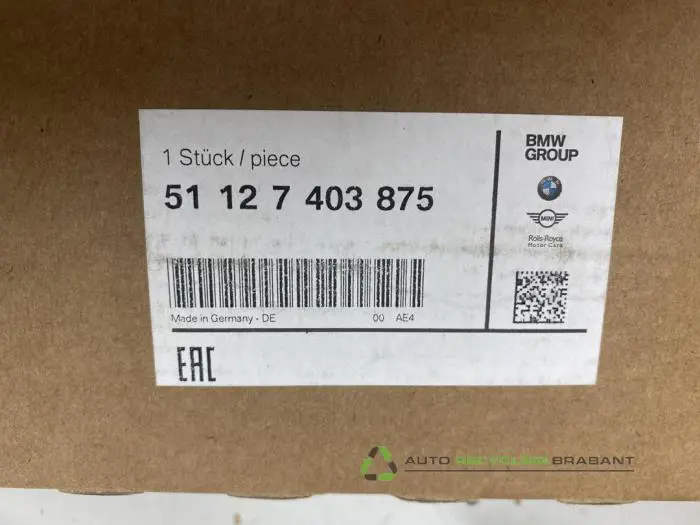 1 Stück / piece
51 12 7 403 875
Made in Germany - DE 00 AE4
EAC
BMW
GROUP
MINI
Rolls-Royce
Motor Cars
AUTO RECYCLING BRABANT